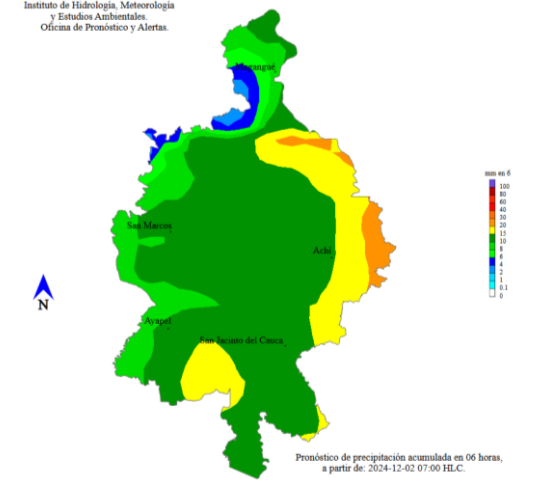 Instituto de Hidrología, Meteorología
y Estudios Ambientales.
Oficina de Pronóstico y Alertas.
Magangué
San Marcos
Achí
Ayapel
San Jacinto del Cauca
N
mm en 6
100
80
60
40
30
20
15
10
8
6
4
2
1
0.1
0
Pronóstico de precipitación acumulada en 06 horas,
a partir de: 2024-12-02 07:00 HLC.